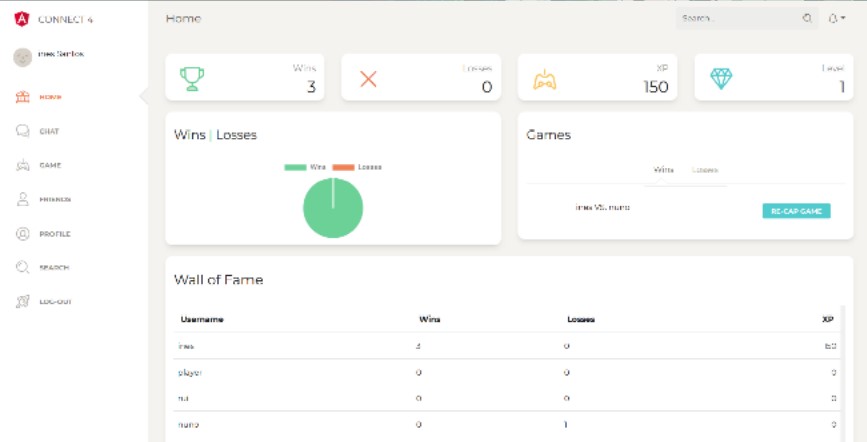 CONNECT 4
Home
Search...
Ines Santos
HOME
CHAT
GAME
FRIENDS
PROFILE
SEARCH
LOG-OUT
Wins
3
Losses
0
XP
150
Level
1
Wins | Losses
Wins Losses
Games
Wins Losses
ines VS. nuno
RE-CAP GAME
Wall of Fame
Username Wins Losses XP
ines 3 0 150
player 0 0 0
rui 0 0 0
nuno 0 1 0